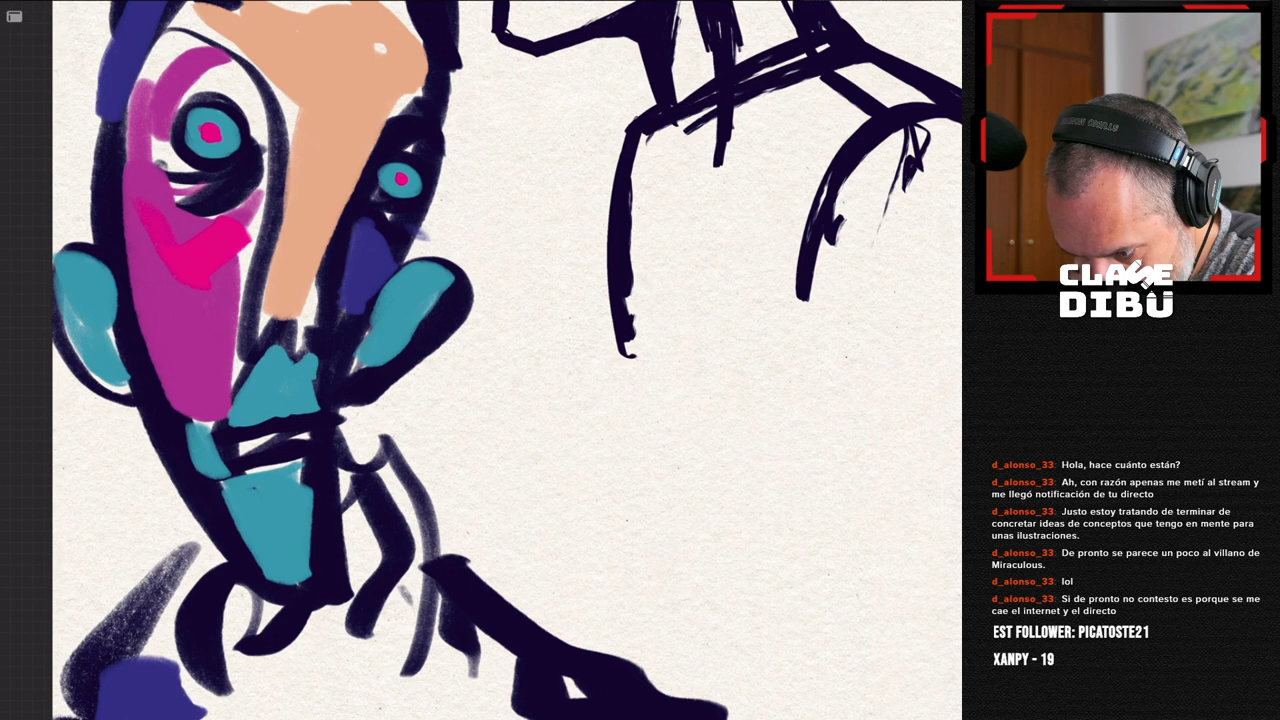 CLASE
DIBU
d_alonso_33: Hola, hace cuánto están?
d_alonso_33: Ah, con razón apenas me metí al stream y
me llegó notificación de tu directo
d_alonso_33: Justo estoy tratando de terminar de
concretar ideas de conceptos que tengo en mente para
unas ilustraciones.
d_alonso_33: De pronto se parece un poco al villano de
Miraculous.
d_alonso_33: lol
d_alonso_33: Si de pronto no contesto es porque se me
cae el internet y el directo
EST FOLLOWER: PICATOSTE21
XANPY - 19